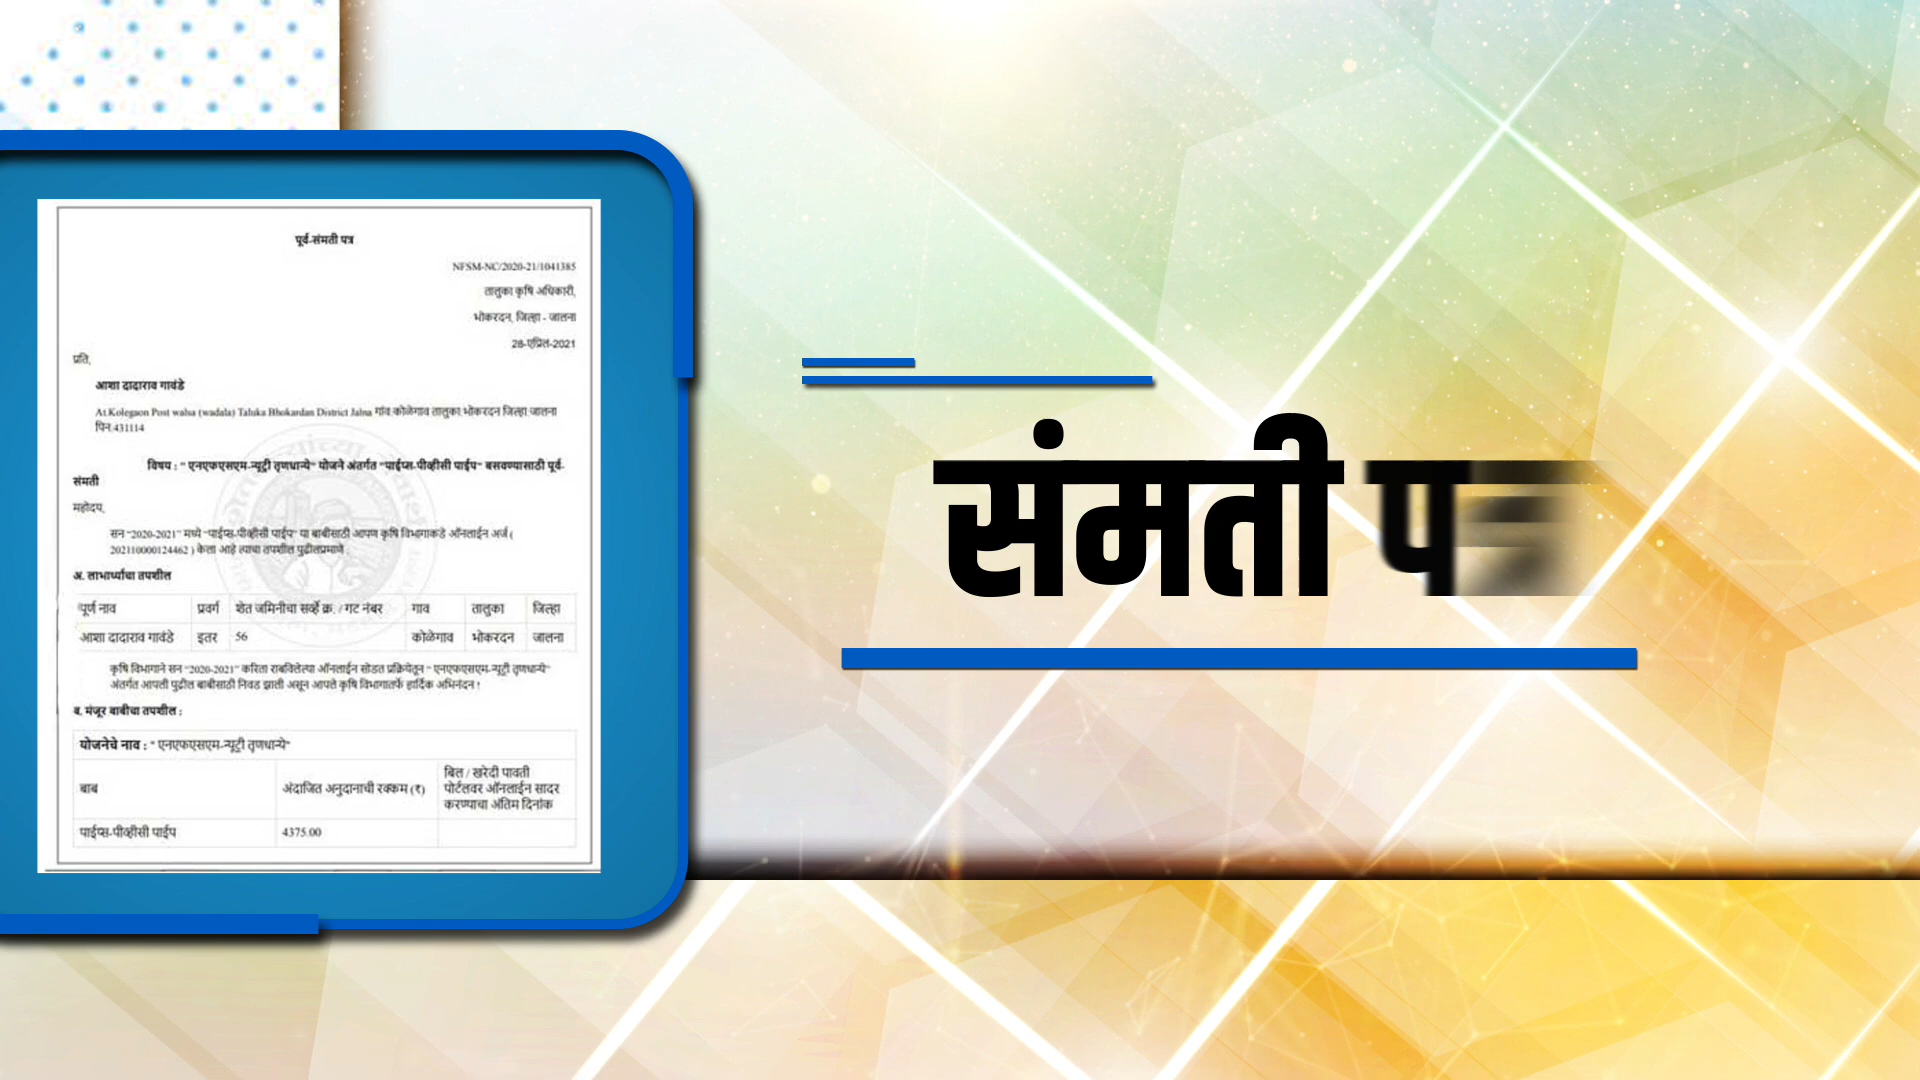 पूर्व-संमती पत्र
NFSM-NC/2020-21/1041385
तालुका कृषि अधिकारी,
भोकरदन, जिल्हा - जालना
28-एप्रिल-2021
प्रति,
आशा दादाराव गावंडे
At.Kolegaon Post walsa (wadala) Taluka Bhokardan District Jalna गांव कोळेगाव तालुका भोकरदन जिल्हा जालना
पिन:431114
विषय : " एनएफएसएम-न्यूट्री तृणधान्ये" योजने अंतर्गत "पाईप्स-पीव्हीसी पाईप" बसवण्यासाठी पूर्व-
संमती
महोदय,
सन "2020-2021" मध्ये "पाईप्स-पीव्हीसी पाईप" या बाबीसाठी आपण कृषि विभागाकडे ऑनलाईन अर्ज (
202110000124462 ) केला आहे त्याचा तपशील पुढीलप्रमाणे
अ. लाभार्थ्यांचा तपशील
पूर्ण नाव प्रवर्ग शेत जमिनीचा सर्व्हे क्र. / गट नंबर गाव तालुका जिल्हा
आशा दादाराव गावंडे इतर 56 कोळेगाव भोकरदन जालना
कृषि विभागाने सन "2020-2021" करिता राबविलेल्या ऑनलाईन सोडत प्रक्रियेतून " एनएफएसएम-न्यूट्री तृणधान्ये"
अंतर्गत आपली पुढील बाबीसाठी निवड झाली असून आपले कृषि विभागातर्फे हार्दिक अभिनंदन !
ब. मंजूर बाबीचा तपशील :
योजनेचे नाव : " एनएफएसएम-न्यूट्री तृणधान्ये"
बाब अंदाजित अनुदानाची रक्कम (₹) बिल / खरेदी पावती
पोर्टलवर ऑनलाईन सादर
करण्याचा अंतिम दिनांक
पाईप्स-पीव्हीसी पाईप 4375.00
संमती पत्र